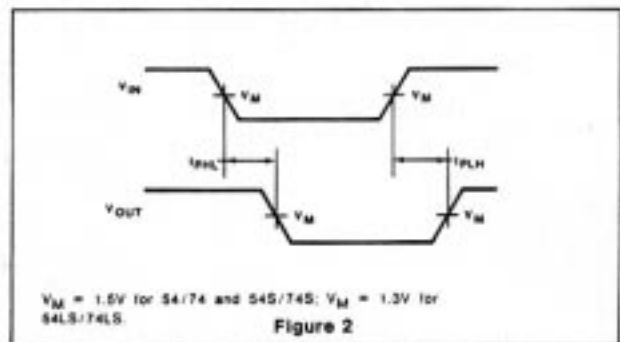 VIN
VM
VM
tPHL
tPLH
VOUT
VM
VM
VM = 1.5V for 54/74 and 54S/74S; VM = 1.3V for
54LS/74LS.
Figure 2